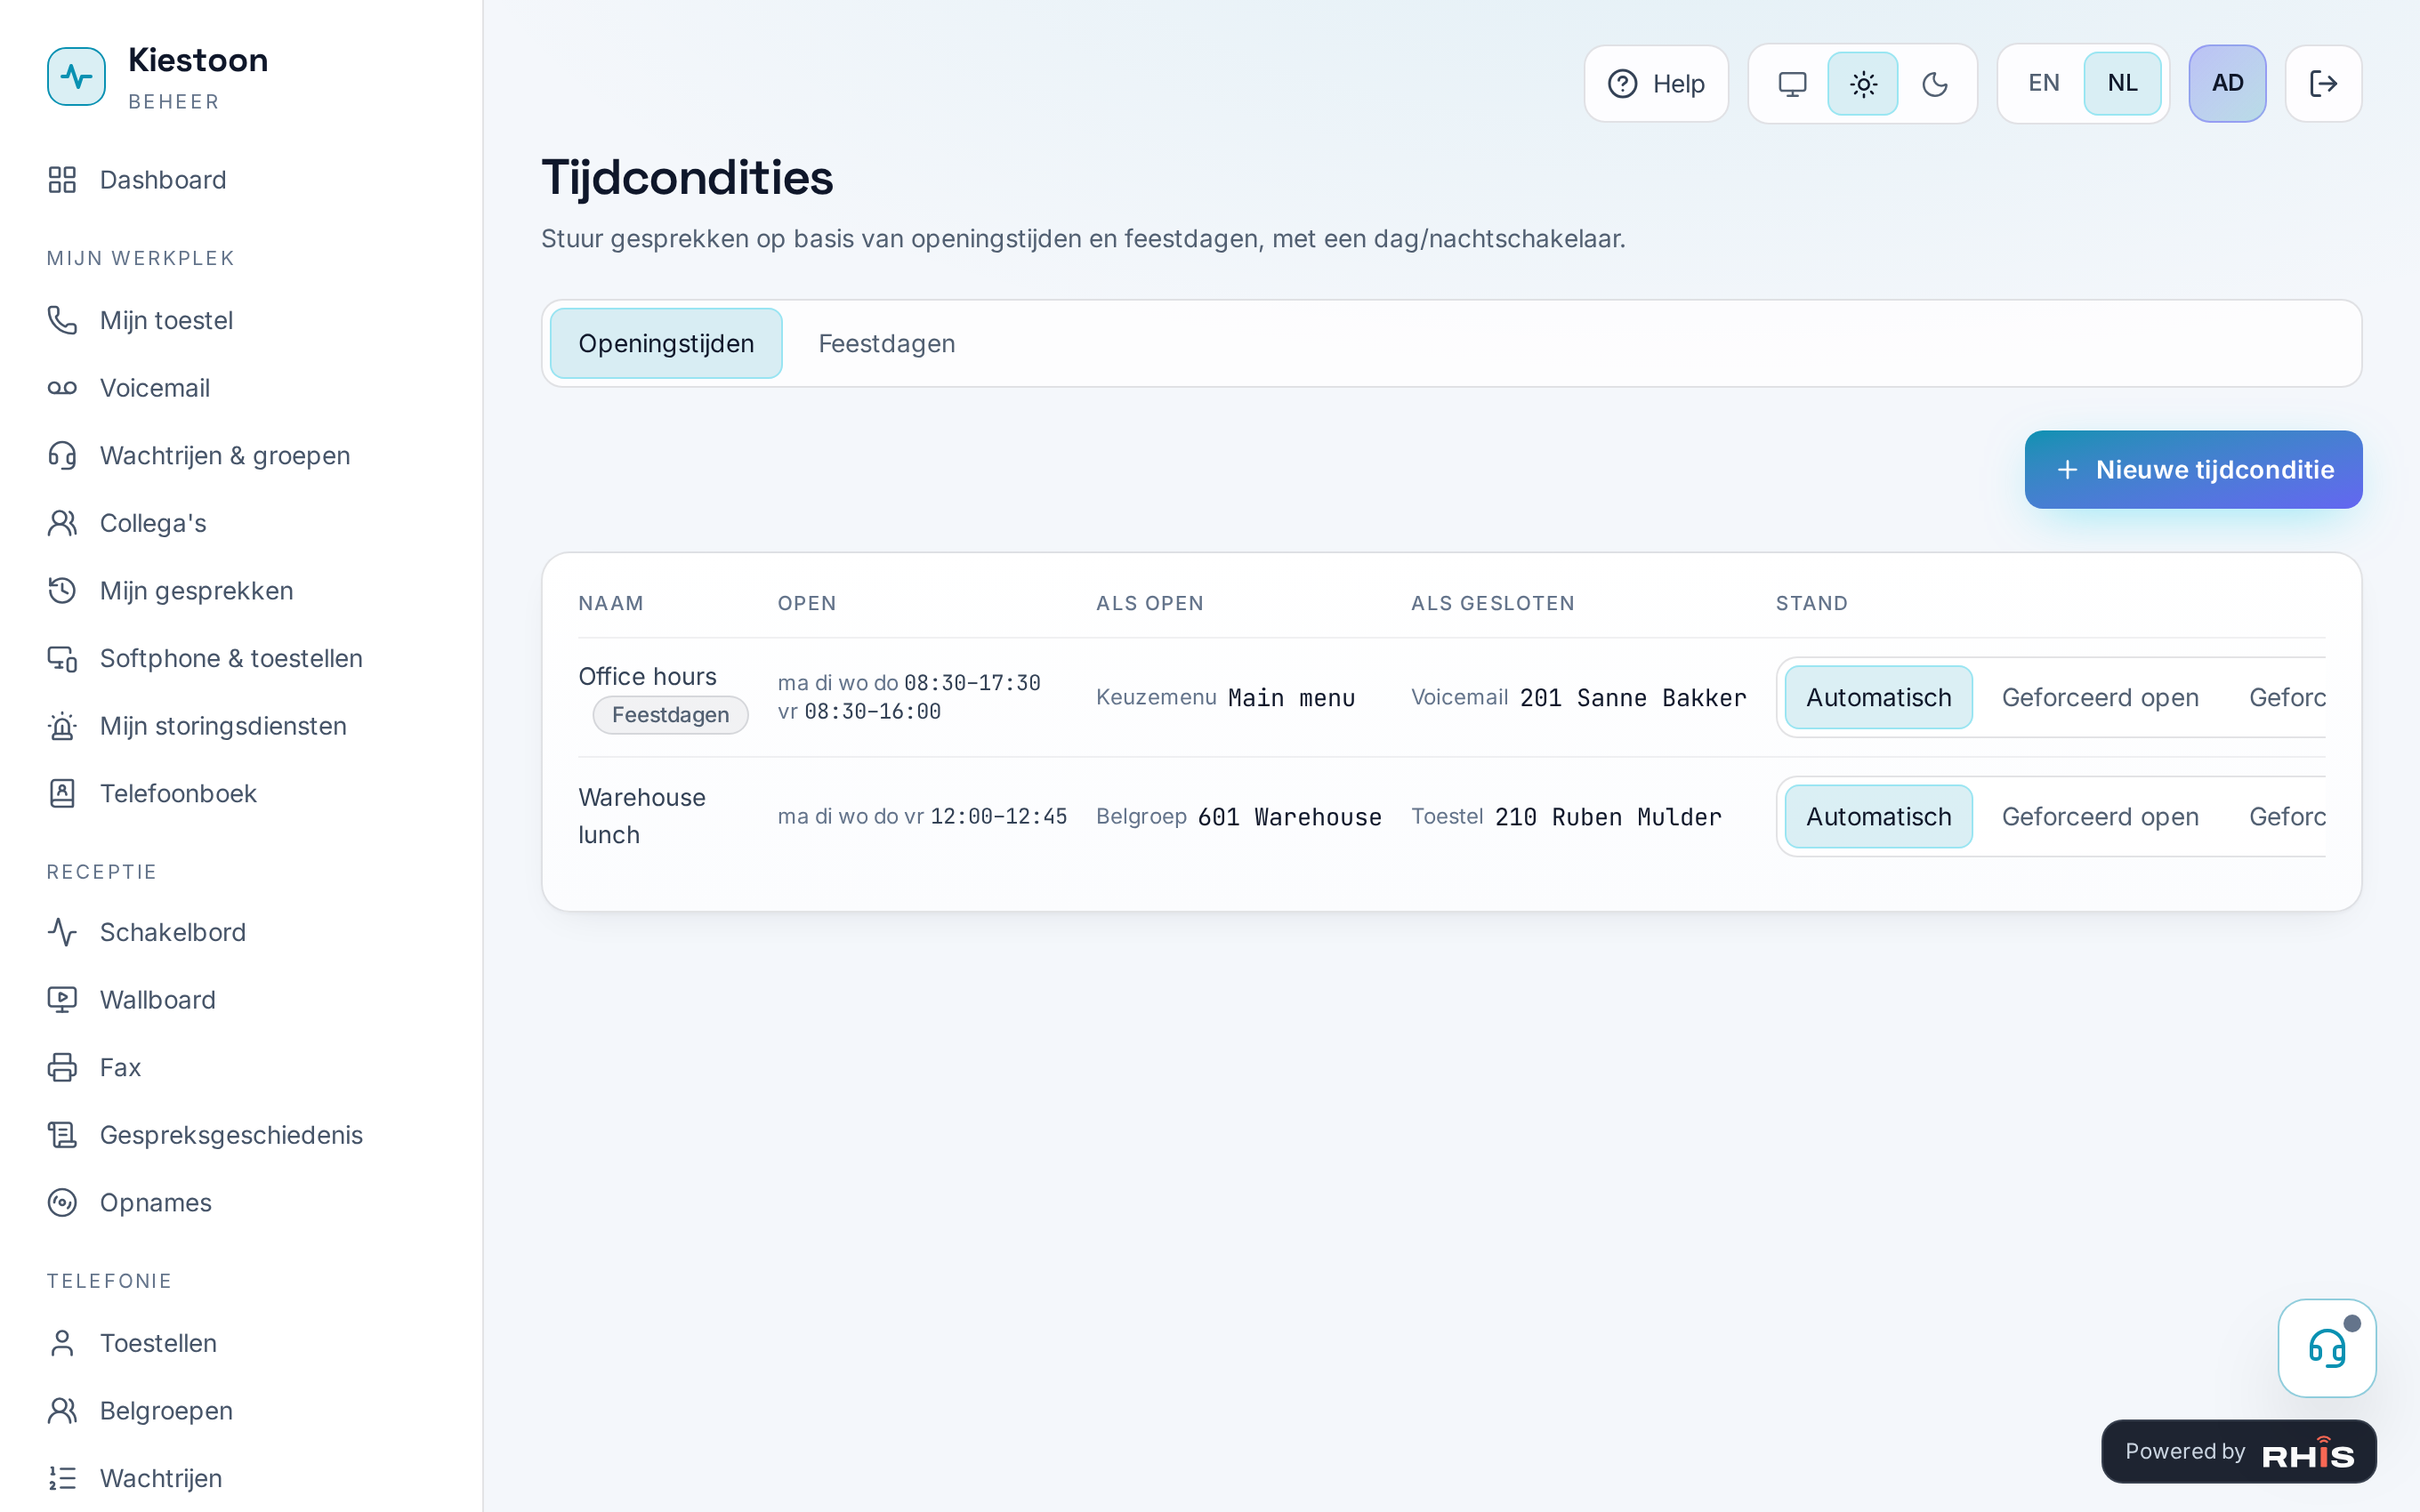 Kiestoon
BEHEER
Dashboard
MIJN WERKPLEK
Mijn toestel
Voicemail
Wachtrijen & groepen
Collega's
Mijn gesprekken
Softphone & toestellen
Mijn storingsdiensten
Telefoonboek
RECEPTIE
Schakelbord
Wallboard
Fax
Gespreksgeschiedenis
Opnames
TELEFONIE
Toestellen
Belgroepen
Wachtrijen
Help
EN NL
AD
Tijdcondities
Stuur gesprekken op basis van openingstijden en feestdagen, met een dag/nachtschakelaar.
Openingstijden Feestdagen
+ Nieuwe tijdconditie
NAAM OPEN ALS OPEN ALS GESLOTEN STAND
Office hours
Feestdagen
ma di wo do 08:30–17:30
vr 08:30–16:00
Keuzemenu Main menu
Voicemail 201 Sanne Bakker
Automatisch Geforceerd open Geforc
Warehouse
lunch
ma di wo do vr 12:00–12:45
Belgroep 601 Warehouse
Toestel 210 Ruben Mulder
Automatisch Geforceerd open Geforc
Powered by RHIS